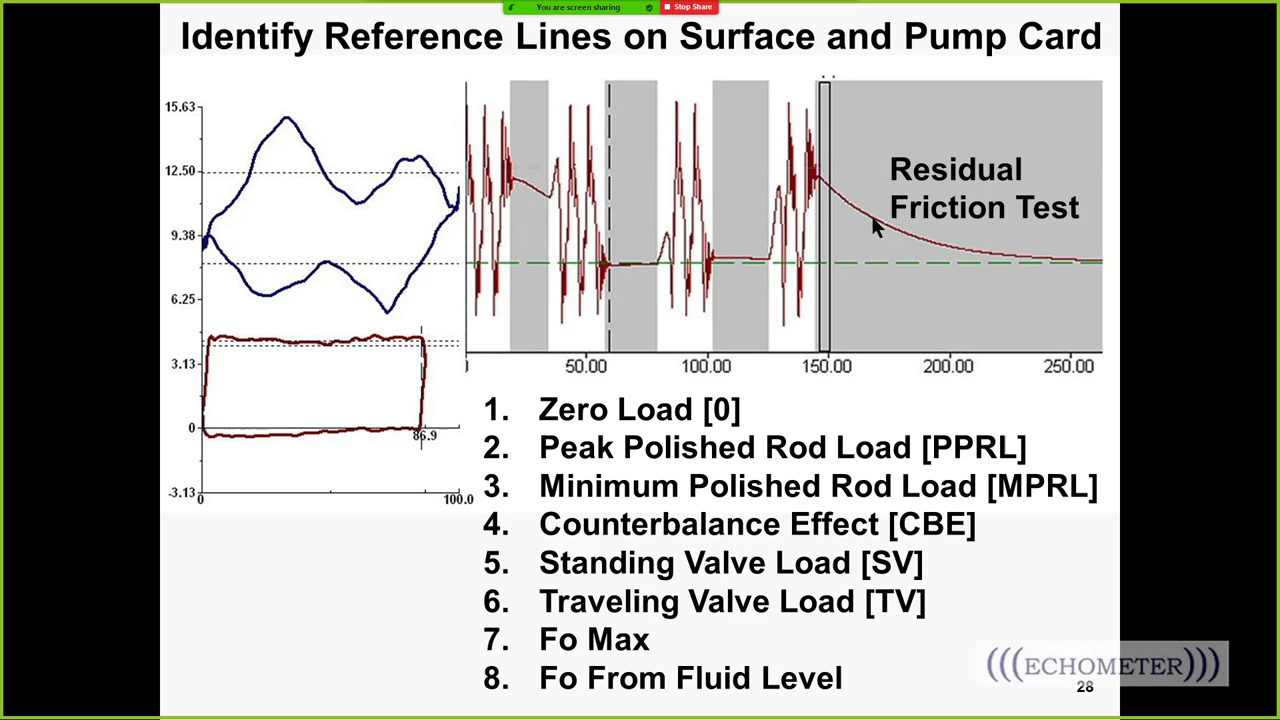 You are screen sharing
Stop Share
Identify Reference Lines on Surface and Pump Card
15.63
12.50
9.38
6.25
3.13
0
-3.13
0
86.9
100.0
Residual
Friction Test
50.00
100.00
150.00
200.00
250.00
1. Zero Load [0]
2. Peak Polished Rod Load [PPRL]
3. Minimum Polished Rod Load [MPRL]
4. Counterbalance Effect [CBE]
5. Standing Valve Load [SV]
6. Traveling Valve Load [TV]
7. Fo Max
8. Fo From Fluid Level
(((ECHOMETER)))
28